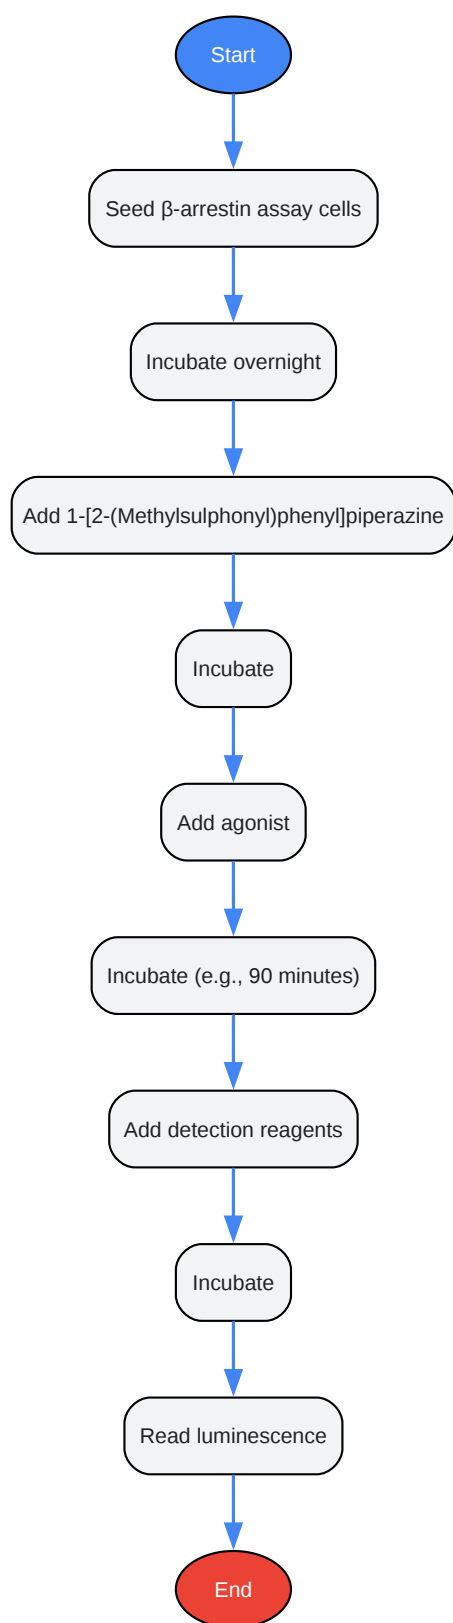 Start
Seed β-arrestin assay cells
Incubate overnight
Add 1-[2-(Methylsulphonyl)phenyl]piperazine
Incubate
Add agonist
Incubate (e.g., 90 minutes)
Add detection reagents
Incubate
Read luminescence
End